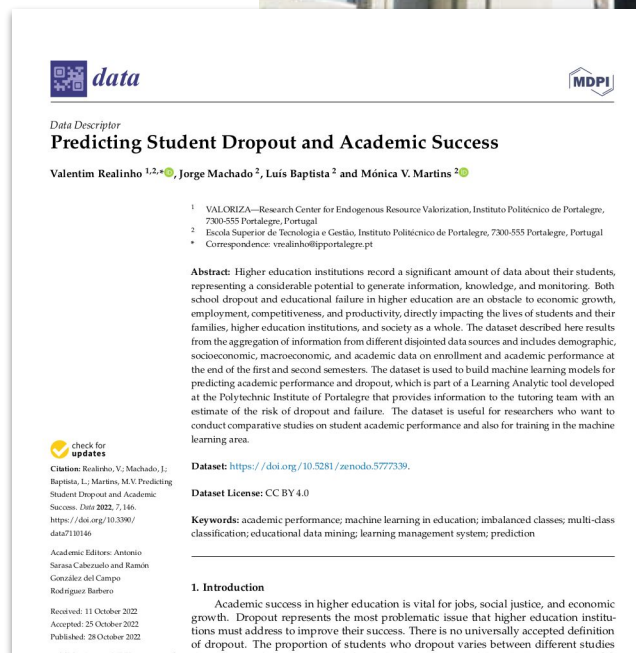 data
MDPI
Data Descriptor
Predicting Student Dropout and Academic Success
Valentim Realinho 1,2,*, Jorge Machado 2, Luís Baptista 2 and Mónica V. Martins 2
1 VALORIZA—Research Center for Endogenous Resource Valorization, Instituto Politécnico de Portalegre,
7300-555 Portalegre, Portugal
2 Escola Superior de Tecnologia e Gestão, Instituto Politécnico de Portalegre, 7300-555 Portalegre, Portugal
* Correspondence: vrealinho@ipportalegre.pt
Abstract: Higher education institutions record a significant amount of data about their students,
representing a considerable potential to generate information, knowledge, and monitoring. Both
school dropout and educational failure in higher education are an obstacle to economic growth,
employment, competitiveness, and productivity, directly impacting the lives of students and their
families, higher education institutions, and society as a whole. The dataset described here results
from the aggregation of information from different disjointed data sources and includes demographic,
socioeconomic, macroeconomic, and academic data on enrollment and academic performance at
the end of the first and second semesters. The dataset is used to build machine learning models for
predicting academic performance and dropout, which is part of a Learning Analytic tool developed
at the Polytechnic Institute of Portalegre that provides information to the tutoring team with an
estimate of the risk of dropout and failure. The dataset is useful for researchers who want to
conduct comparative studies on student academic performance and also for training in the machine
learning area.
Dataset: https://doi.org/10.5281/zenodo.5777339.
Dataset License: CC BY 4.0
Keywords: academic performance; machine learning in education; imbalanced classes; multi-class
classification; educational data mining; learning management system; prediction
check for
updates
Citation: Realinho, V.; Machado, J.;
Baptista, L.; Martins, M.V. Predicting
Student Dropout and Academic
Success. Data 2022, 7, 146.
https://doi.org/10.3390/
data7110146
Academic Editors: Antonio
Sarasa Cabezuelo and Ramón
González del Campo
Rodriguez Barbero
Received: 11 October 2022
Accepted: 25 October 2022
Published: 28 October 2022
1. Introduction
Academic success in higher education is vital for jobs, social justice, and economic
growth. Dropout represents the most problematic issue that higher education institu-
tions must address to improve their success. There is no universally accepted definition
of dropout. The proportion of students who dropout varies between different studies